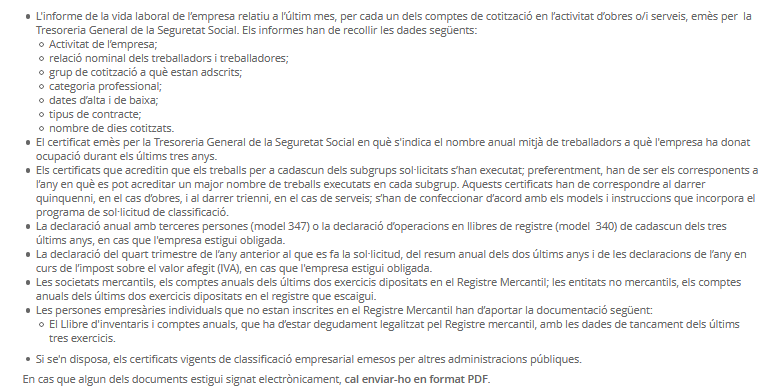 • L'informe de la vida laboral de l'empresa relatiu a l'últim mes, per cada un dels comptes de cotització en l'activitat d'obres o/i serveis, emès per la
Tresoreria General de la Seguretat Social. Els informes han de recollir les dades següents:
◦ Activitat de l'empresa;
◦ relació nominal dels treballadors i treballadores;
◦ grup de cotització a què estan adscrits;
◦ categoria professional;
◦ dates d'alta i de baixa;
◦ tipus de contracte;
◦ nombre de dies cotitzats.
• El certificat emès per la Tresoreria General de la Seguretat Social en què s'indica el nombre anual mitjà de treballadors a què l'empresa ha donat
ocupació durant els últims tres anys.
• Els certificats que acreditin que els treballs per a cadascun dels subgrups sol·licitats s'han executat; preferentment, han de ser els corresponents a
l'any en què es pot acreditar un major nombre de treballs executats en cada subgrup. Aquests certificats han de correspondre al darrer
quinquenni, en el cas d'obres, i al darrer trienni, en el cas de serveis; s'han de confeccionar d'acord amb els models i instruccions que incorpora el
programa de sol·licitud de classificació.
• La declaració anual amb terceres persones (model 347) o la declaració d'operacions en llibres de registre (model 340) de cadascun dels tres
últims anys, en cas que l'empresa estigui obligada.
• La declaració del quart trimestre de l'any anterior al que es fa la sol·licitud, del resum anual dels dos últims anys i de les declaracions de l'any en
curs de l'impost sobre el valor afegit (IVA), en cas que l'empresa estigui obligada.
• Les societats mercantils, els comptes anuals dels últims dos exercicis dipositats en el Registre Mercantil; les entitats no mercantils, els comptes
anuals dels últims dos exercicis dipositats en el registre que escaigui.
• Les persones empresàries individuals que no estan inscrites en el Registre Mercantil han d'aportar la documentació següent:
◦ El Llibre d'inventaris i comptes anuals, que ha d'estar degudament legalitzat pel Registre mercantil, amb les dades de tancament dels últims
tres exercicis.
• Si se'n disposa, els certificats vigents de classificació empresarial emesos per altres administracions públiques.
En cas que algun dels documents estigui signat electrònicament, cal enviar-ho en format PDF.